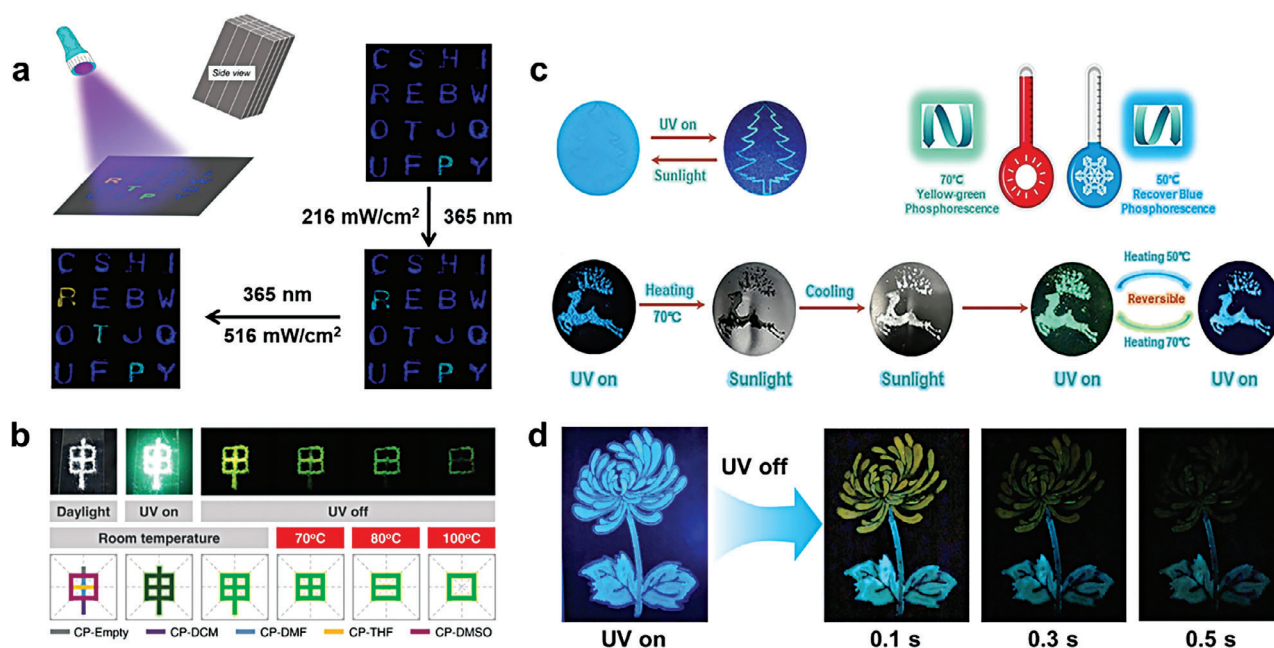 a
Side view
R
T P
C S H I
R E B W
O T J Q
U F P Y
216 mW/cm² 365 nm
C S H I
R E B W
O T J Q
U F P Y
365 nm
516 mW/cm²
C S H I
R E B W
O T J Q
U F P Y
b
Daylight UV on UV off
Room temperature 70°C 80°C 100°C
CP-Empty CP-DCM CP-DMF CP-THF CP-DMSO
c
UV on
Sunlight
70℃
Yellow-green
Phosphorescence
50℃
Recover Blue
Phosphorescence
Heating
70℃
Cooling
Heating 50℃
Reversible
Heating 70℃
UV on Sunlight Sunlight UV on UV on
d
UV off
UV on 0.1 s 0.3 s 0.5 s